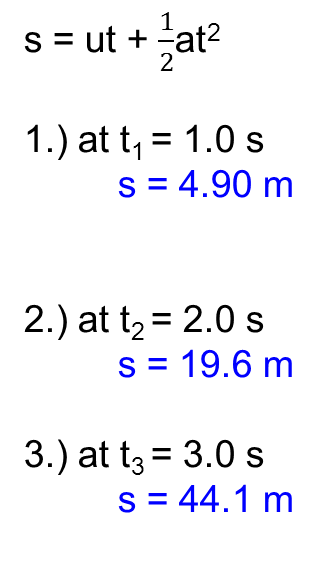 s = ut + ½at²
1.) at t₁ = 1.0 s
s = 4.90 m
2.) at t₂ = 2.0 s
s = 19.6 m
3.) at t₃ = 3.0 s
s = 44.1 m